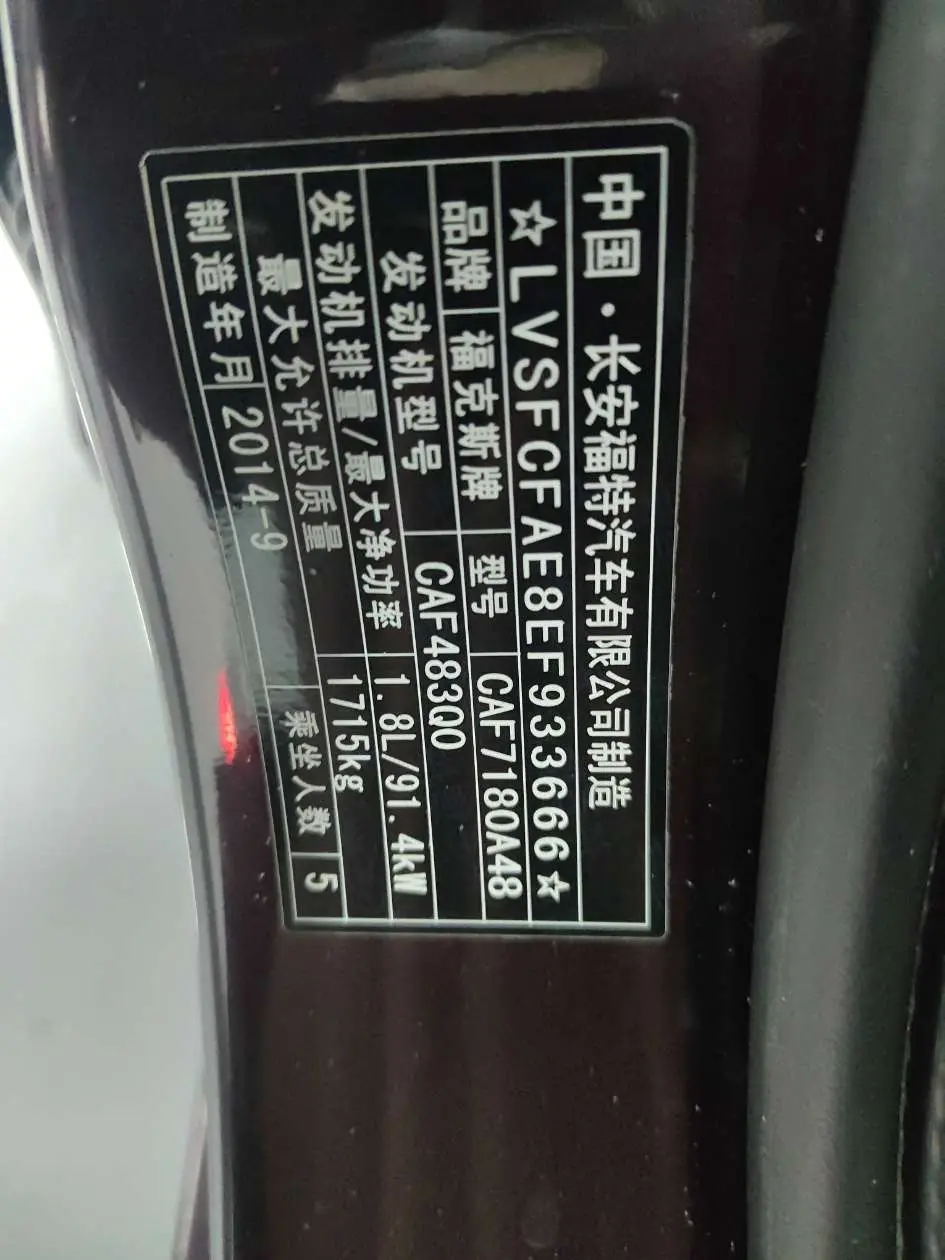 中国·长安福特汽车有限公司制造
☆LVSFCFAE8EF933666☆
品牌 福克斯牌 型号 CAF7180A48
发动机型号 CAF483Q0
发动机排量/最大净功率 1.8L/91.4kW
最大允许总质量 1715kg
制造年月 2014-9 乘坐人数 5